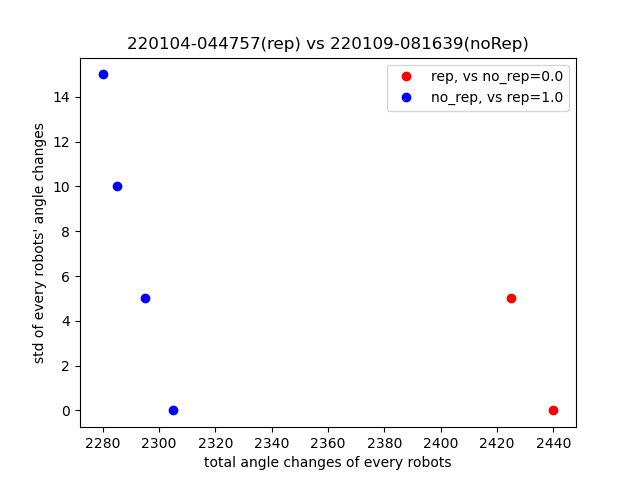 220104-044757(rep) vs 220109-081639(noRep)
rep, vs no_rep=0.0
no_rep, vs rep=1.0
std of every robots' angle changes
14
12
10
8
6
4
2
0
2280 2300 2320 2340 2360 2380 2400 2420 2440
total angle changes of every robots